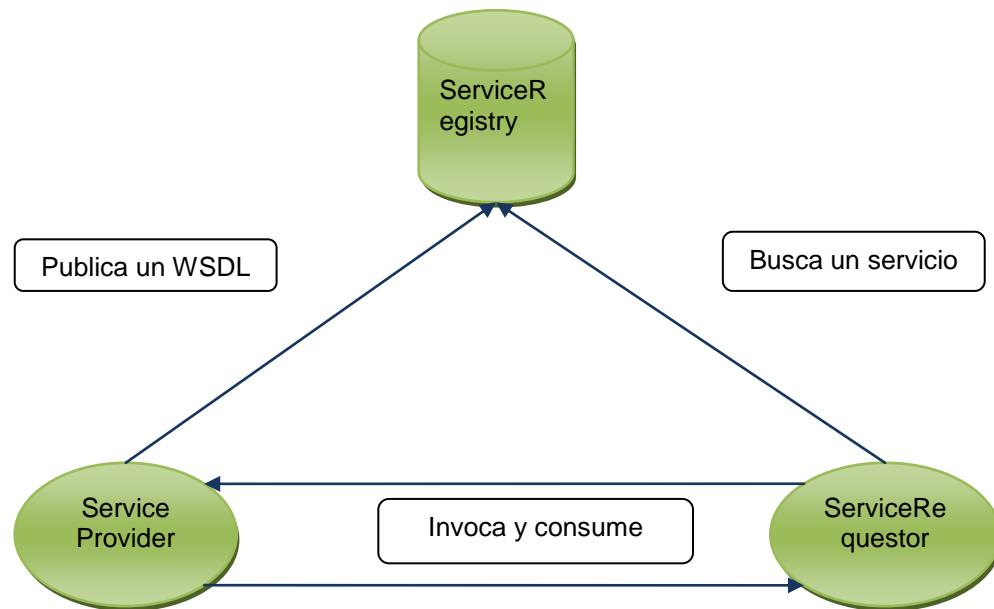 ServiceR
egistry
Publica un WSDL
Busca un servicio
Service
Provider
Invoca y consume
ServiceRe
questor